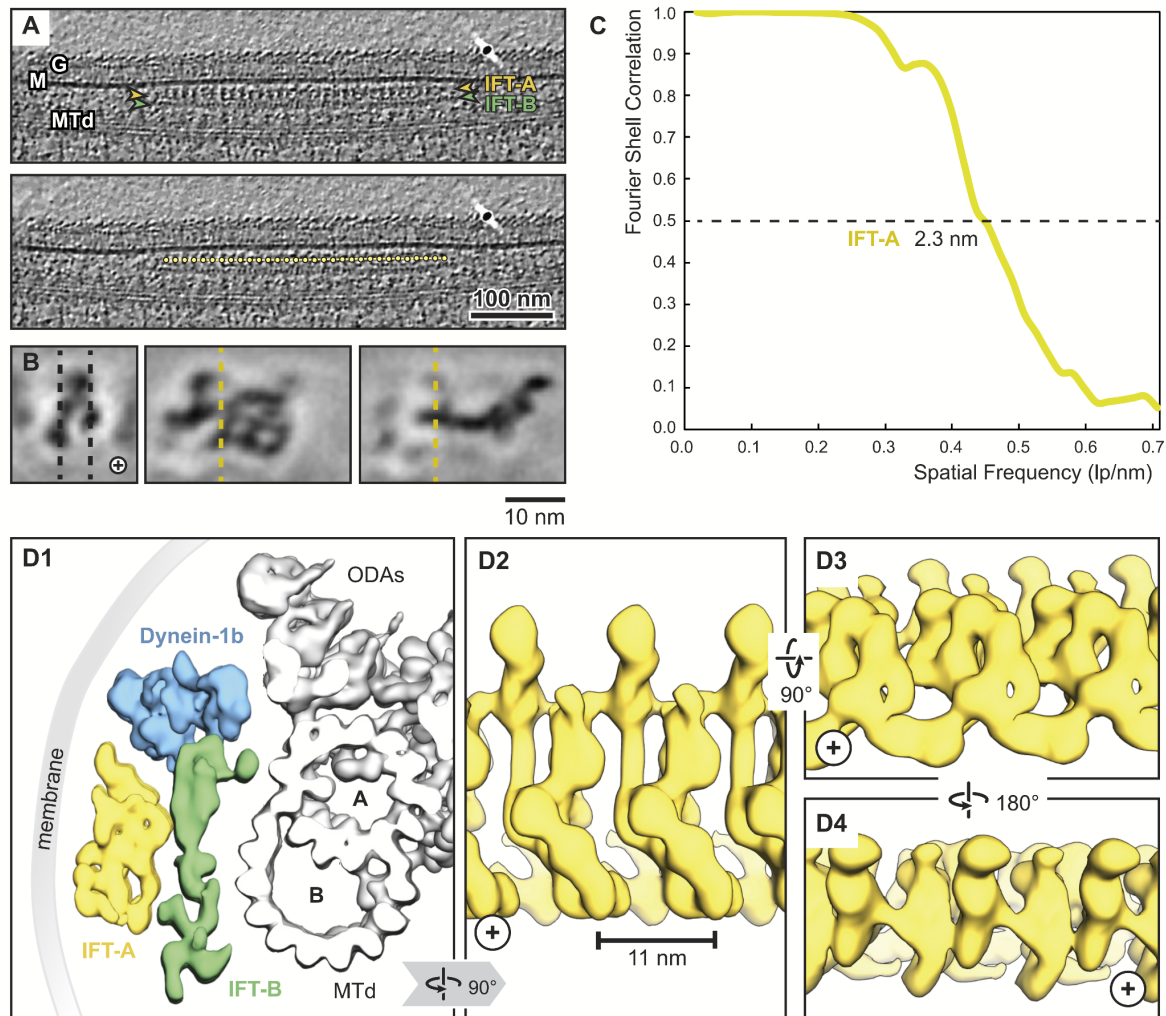 A
G
M
IFT-A
IFT-B
MTd
100 nm
B
+
10 nm
C
Fourier Shell Correlation
1.0
0.9
0.8
0.7
0.6
0.5
0.4
0.3
0.2
0.1
0.0
IFT-A 2.3 nm
0.0 0.1 0.2 0.3 0.4 0.5 0.6 0.7
Spatial Frequency (lp/nm)
D1
ODAs
Dynein-1b
membrane
A
B
IFT-A
IFT-B
MTd
90°
D2
+
11 nm
90°
D3
+
180°
D4
+